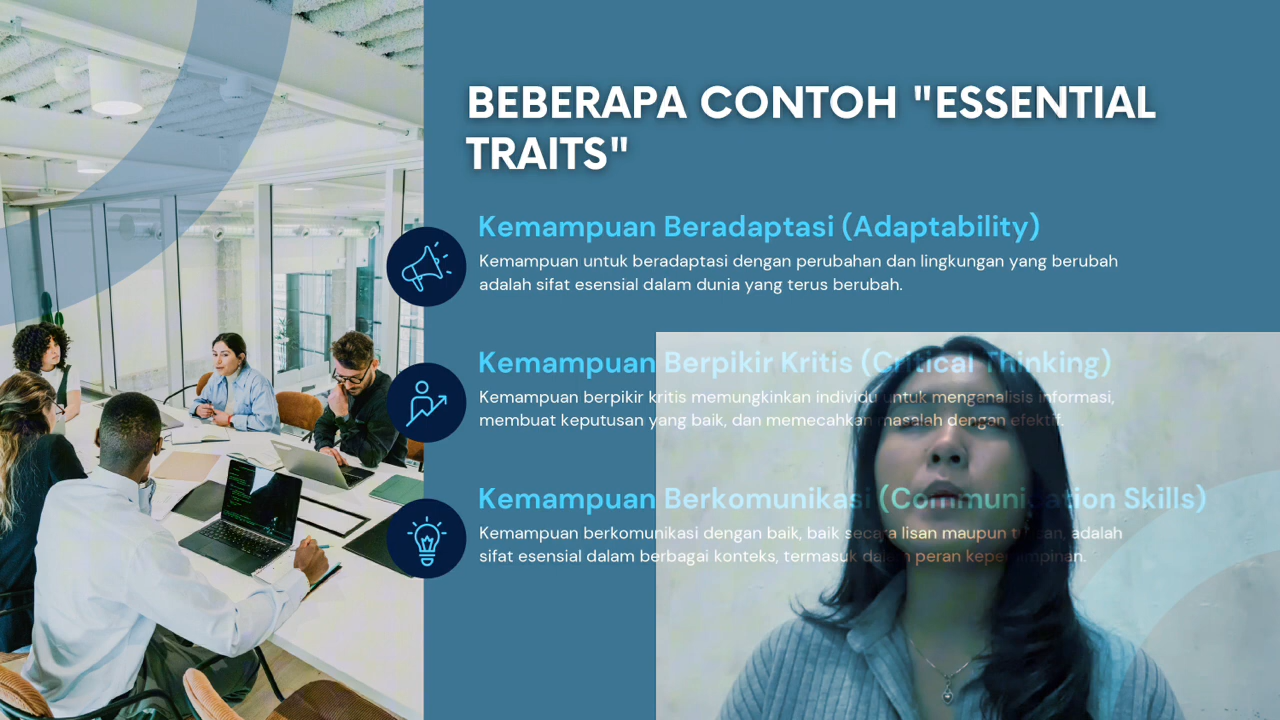 BEBERAPA CONTOH "ESSENTIAL
TRAITS"
Kemampuan Beradaptasi (Adaptability)
Kemampuan untuk beradaptasi dengan perubahan dan lingkungan yang berubah
adalah sifat esensial dalam dunia yang terus berubah.
Kemampuan Berpikir Kritis (Critical Thinking)
Kemampuan berpikir kritis memungkinkan individu untuk menganalisis informasi,
membuat keputusan yang baik, dan memecahkan masalah dengan efektif.
Kemampuan Berkomunikasi (Communication Skills)
Kemampuan berkomunikasi dengan baik, baik secara lisan maupun tulisan, adalah
sifat esensial dalam berbagai konteks, termasuk dalam peran kepemimpinan.